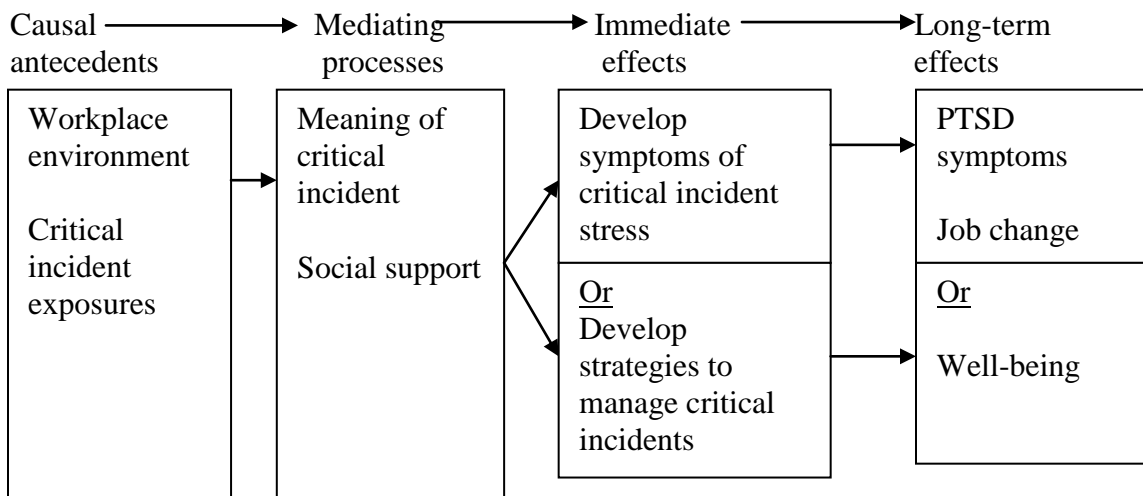 Causal
antecedents
Mediating
processes
Immediate
effects
Long-term
effects
Workplace
environment
Critical
incident
exposures
Meaning of
critical
incident
Social support
Develop
symptoms of
critical incident
stress
Or
Develop
strategies to
manage critical
incidents
PTSD
symptoms
Job change
Or
Well-being